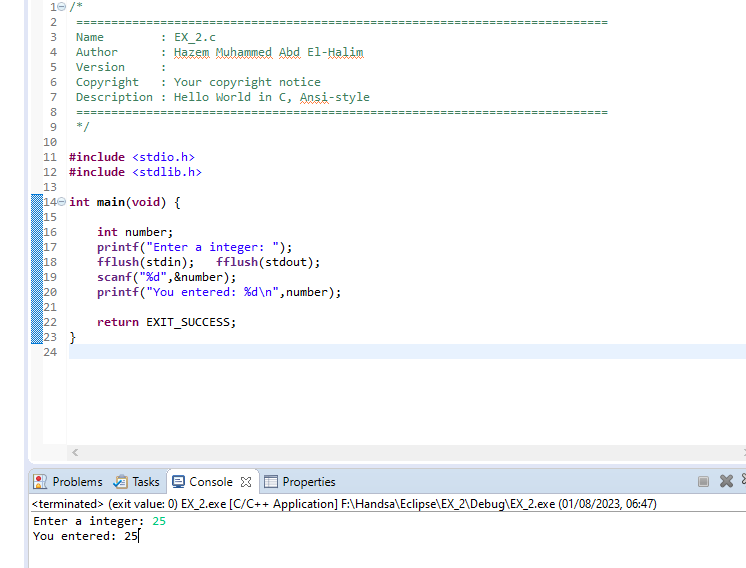 1 /*
2 ============================================================================
3 Name        : EX_2.c
4 Author      : Hazem Muhammed Abd El-Halim
5 Version     :
6 Copyright   : Your copyright notice
7 Description : Hello World in C, Ansi-style
8 ============================================================================
9 */
10
11 #include <stdio.h>
12 #include <stdlib.h>
13
14 int main(void) {
15
16     int number;
17     printf("Enter a integer: ");
18     fflush(stdin);   fflush(stdout);
19     scanf("%d",&number);
20     printf("You entered: %d\n",number);
21
22     return EXIT_SUCCESS;
23 }
24
Problems Tasks Console Properties
<terminated> (exit value: 0) EX_2.exe [C/C++ Application] F:\Handsa\Eclipse\EX_2\Debug\EX_2.exe (01/08/2023, 06:47)
Enter a integer: 25
You entered: 25